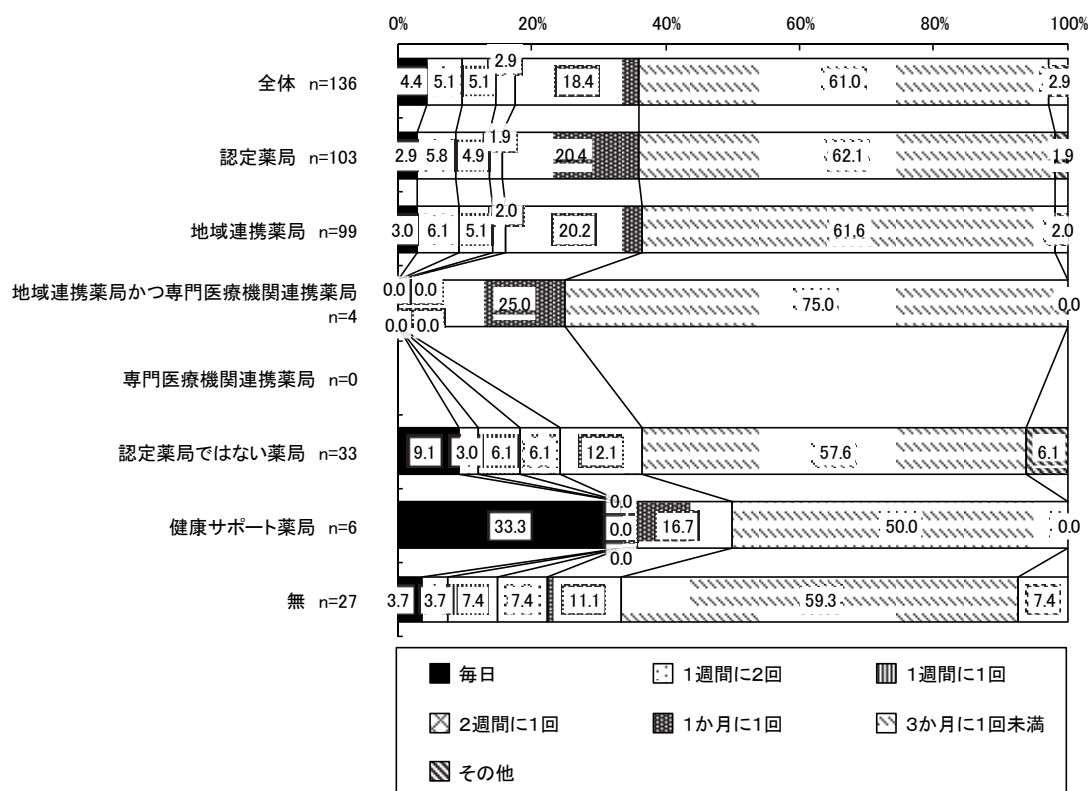 0% 20% 40% 60% 80% 100%
2.9
全体 n=136 4.4 5.1 5.1 18.4 61.0 2.9
1.9
認定薬局 n=103 2.9 5.8 4.9 20.4 62.1 1.9
2.0
地域連携薬局 n=99 3.0 6.1 5.1 20.2 61.6 2.0
地域連携薬局かつ専門医療機関連携薬局 0.0 0.0
n=4 25.0 75.0 0.0
0.0 0.0
専門医療機関連携薬局 n=0
認定薬局ではない薬局 n=33 9.1 3.0 6.1 6.1 12.1 57.6 6.1
0.0
健康サポート薬局 n=6 33.3 0.0 16.7 50.0 0.0
0.0
無 n=27 3.7 3.7 7.4 7.4 11.1 59.3 7.4
毎日 1週間に2回 1週間に1回
2週間に1回 1か月に1回 3か月に1回未満
その他